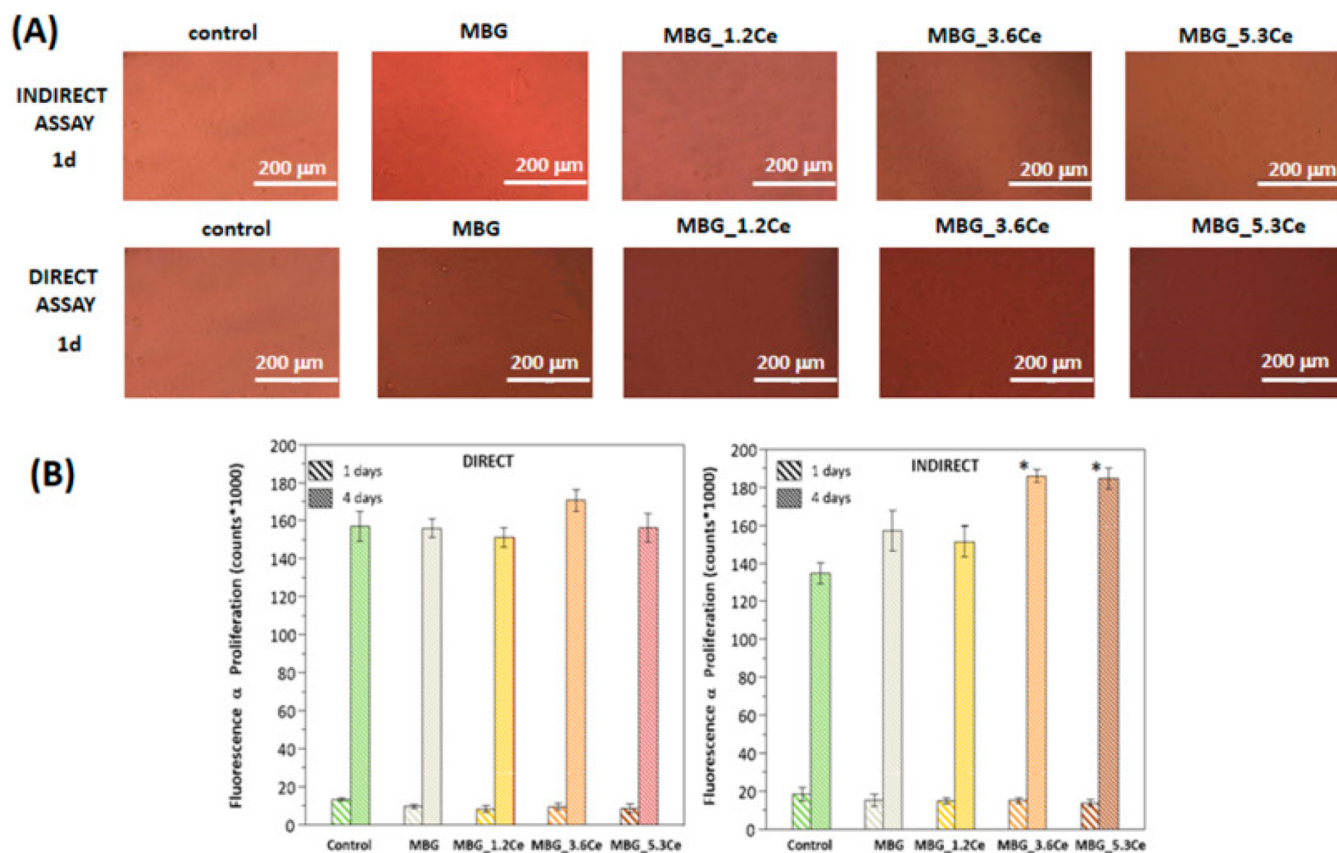 (A)
control MBG MBG_1.2Ce MBG_3.6Ce MBG_5.3Ce
INDIRECT
ASSAY
1d
200 μm 200 μm 200 μm 200 μm 200 μm
control MBG MBG_1.2Ce MBG_3.6Ce MBG_5.3Ce
DIRECT
ASSAY
1d
200 μm 200 μm 200 μm 200 μm 200 μm
(B)
Fluorescence α Proliferation (counts*1000)
200
180
160
140
120
100
80
60
40
20
0
DIRECT
1 days
4 days
Control MBG MBG_1.2Ce MBG_3.6Ce MBG_5.3Ce
Fluorescence α Proliferation (counts*1000)
200
180
160
140
120
100
80
60
40
20
0
INDIRECT
1 days
4 days
* *
Control MBG MBG_1.2Ce MBG_3.6Ce MBG_5.3Ce